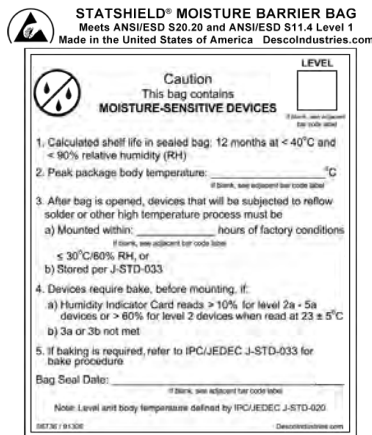 STATSHIELD® MOISTURE BARRIER BAG
Meets ANSI/ESD S20.20 and ANSI/ESD S11.4 Level 1
Made in the United States of America DescoIndustries.com
LEVEL
Caution
This bag contains
MOISTURE-SENSITIVE DEVICES
If blank, see adjacent
bar code label
1. Calculated shelf life in sealed bag: 12 months at < 40°C and
< 90% relative humidity (RH)
2. Peak package body temperature: °C
If blank, see adjacent bar code label
3. After bag is opened, devices that will be subjected to reflow
solder or other high temperature process must be
a) Mounted within: hours of factory conditions
If blank, see adjacent bar code label
≤ 30°C/60% RH, or
b) Stored per J-STD-033
4. Devices require bake, before mounting, if:
a) Humidity Indicator Card reads > 10% for level 2a - 5a
devices or > 60% for level 2 devices when read at 23 ± 5°C
b) 3a or 3b not met
5. If baking is required, refer to IPC/JEDEC J-STD-033 for
bake procedure
Bag Seal Date:
If blank, see adjacent bar code label
Note: Level and body temperature defined by IPC/JEDEC J-STD-020
DescoIndustries.com